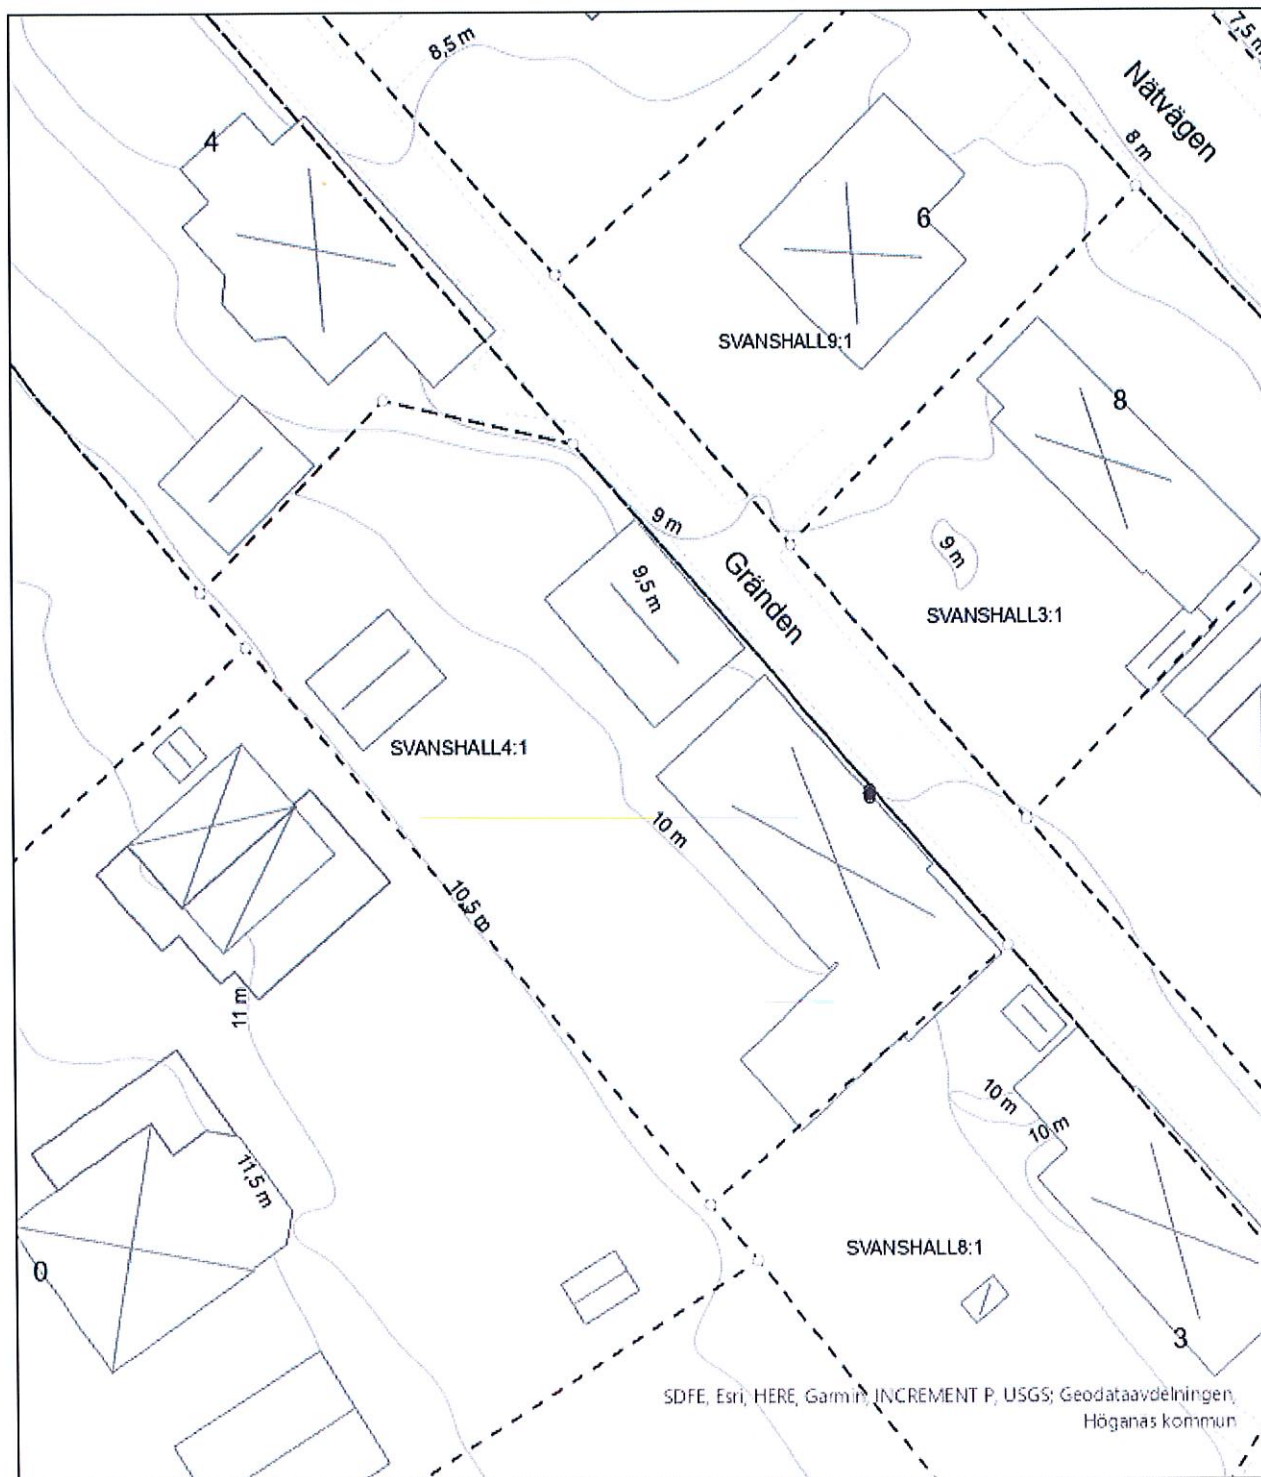 8,5 m
7,5 m
Nätvägen
8 m
4
6
SVANSHALL9:1
8
9 m
9,5 m
Gränden
9 m
SVANSHALL3:1
SVANSHALL4:1
10 m
10,5 m
11 m
10 m
10 m
11,5 m
SVANSHALL8:1
0
3
SDFE, Esri, HERE, Garmin, INCREMENT P, USGS; Geodataavdelningen,
Höganäs kommun